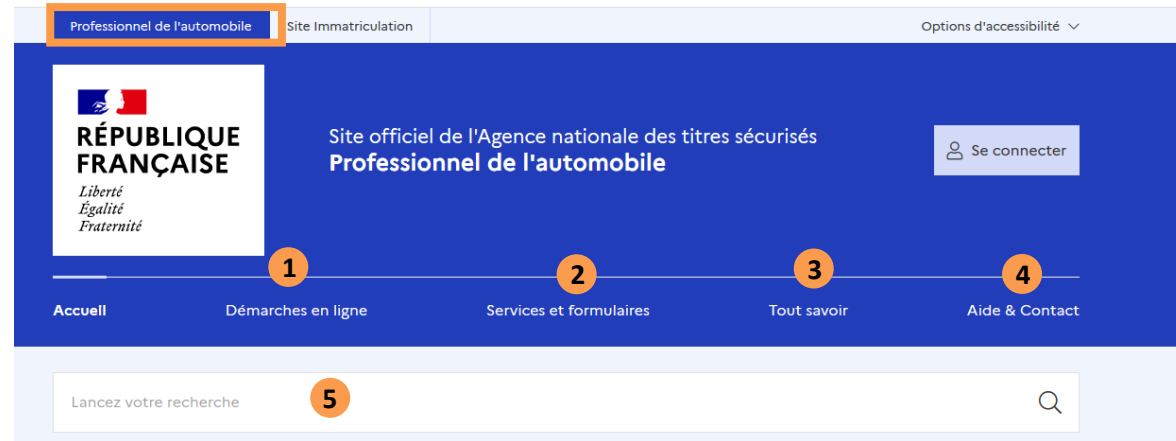 Professionnel de l'automobile
Site Immatriculation
Options d'accessibilité
RÉPUBLIQUE
FRANÇAISE
Liberté
Égalité
Fraternité
Site officiel de l'Agence nationale des titres sécurisés
Professionnel de l'automobile
Se connecter
1
2
3
4
Accueil
Démarches en ligne
Services et formulaires
Tout savoir
Aide & Contact
Lancez votre recherche
5